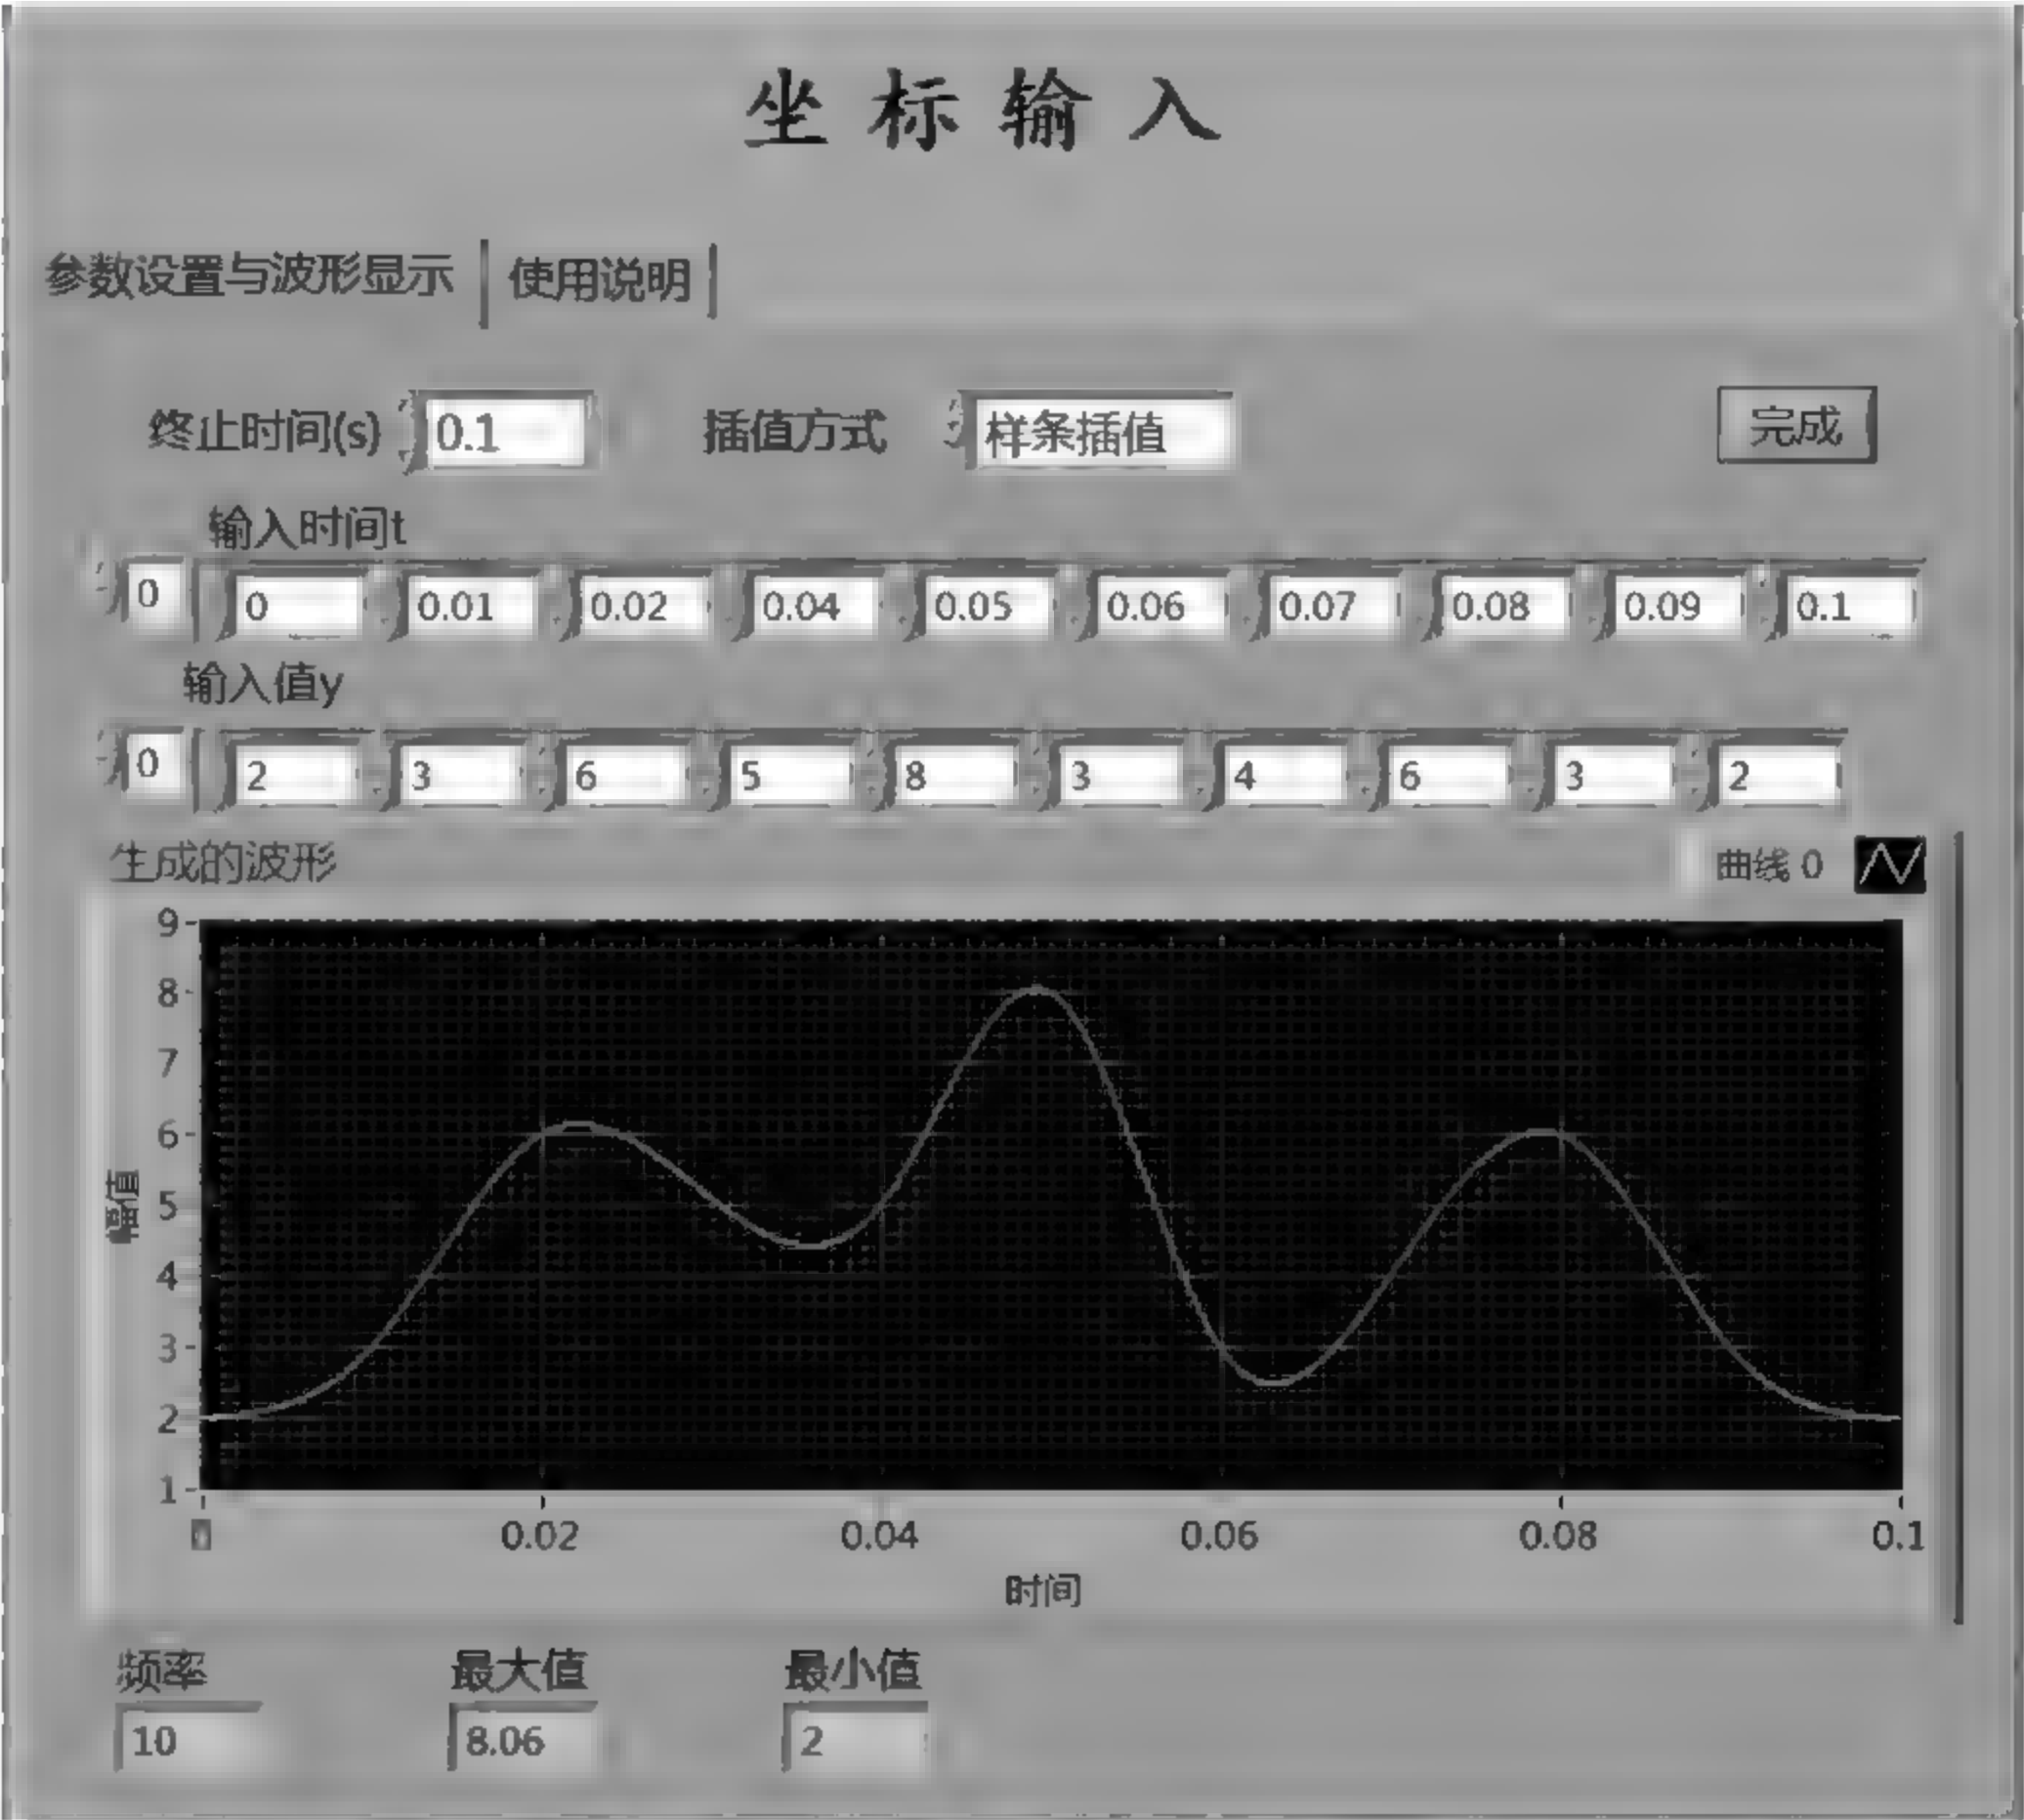 坐标输入
参数设置与波形显示 使用说明
终止时间(s) 0.1 插值方式 样条插值 完成
输入时间t
0 0 0.01 0.02 0.04 0.05 0.06 0.07 0.08 0.09 0.1
输入值y
0 2 3 6 5 8 3 4 6 3 2
生成的波形 曲线 0
9
8
7
6
5
4
3
2
1
幅值
0.02 0.04 0.06 0.08 0.1
时间
频率 最大值 最小值
10 8.06 2